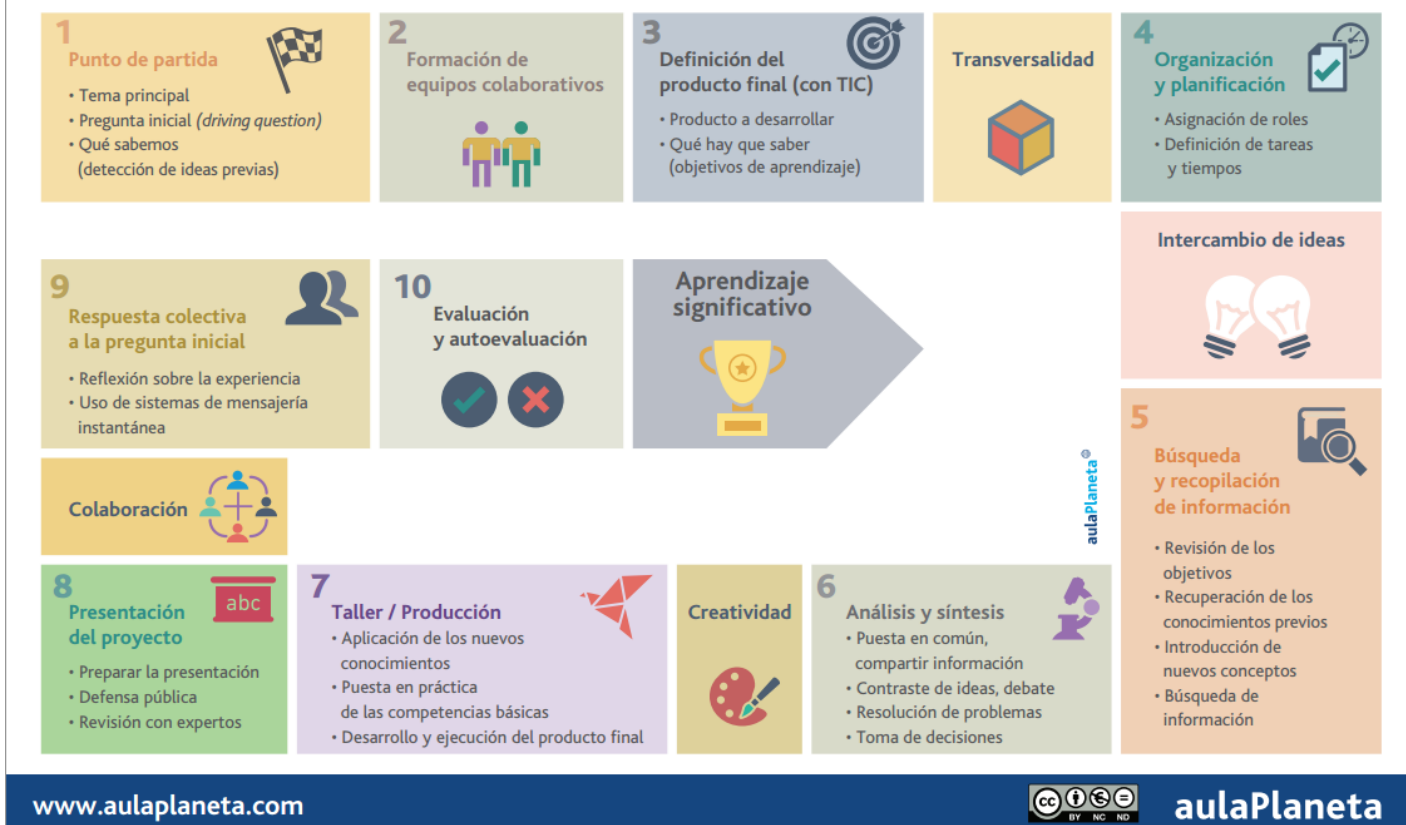 1
Punto de partida
• Tema principal
• Pregunta inicial (driving question)
• Qué sabemos
(detección de ideas previas)
2
Formación de
equipos colaborativos
3
Definición del
producto final (con TIC)
• Producto a desarrollar
• Qué hay que saber
(objetivos de aprendizaje)
Transversalidad
4
Organización
y planificación
• Asignación de roles
• Definición de tareas
y tiempos
Intercambio de ideas
5
Búsqueda
y recopilación
de información
• Revisión de los
objetivos
• Recuperación de los
conocimientos previos
• Introducción de
nuevos conceptos
• Búsqueda de
información
6
Análisis y síntesis
• Puesta en común,
compartir información
• Contraste de ideas, debate
• Resolución de problemas
• Toma de decisiones
Creatividad
7
Taller / Producción
• Aplicación de los nuevos
conocimientos
• Puesta en práctica
de las competencias básicas
• Desarrollo y ejecución del producto final
8
abc
Presentación
del proyecto
• Preparar la presentación
• Defensa pública
• Revisión con expertos
Colaboración
9
Respuesta colectiva
a la pregunta inicial
• Reflexión sobre la experiencia
• Uso de sistemas de mensajería
instantánea
10
Evaluación
y autoevaluación
Aprendizaje
significativo
aulaPlaneta
www.aulaplaneta.com
cc
BY NC ND
aulaPlaneta